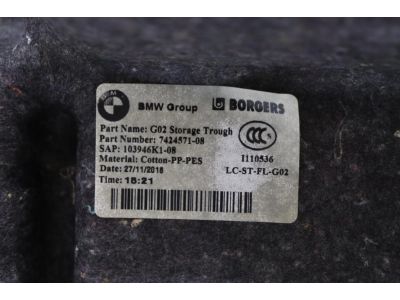 BMW Group BORGERS
Part Name: G02 Storage Trough
Part Number: 7424571-08
SAP: 103946K1-08
I110536
Material: Cotton-PP-PES
LC-ST-FL-G02
Date: 27/11/2018
Time: 15:21